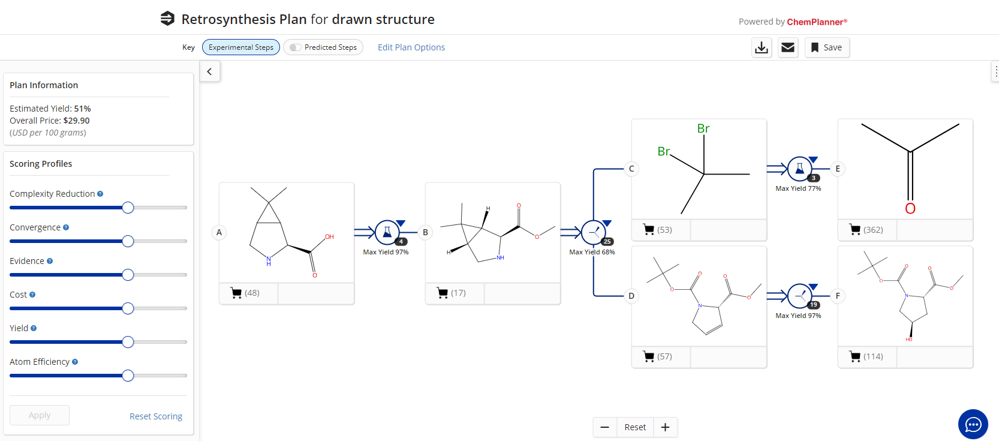 Retrosynthesis Plan for drawn structure
Powered by ChemPlanner®
Key
Experimental Steps
Predicted Steps
Edit Plan Options
Save
Plan Information
Estimated Yield: 51%
Overall Price: $29.90
(USD per 100 grams)
Scoring Profiles
Complexity Reduction ?
Convergence ?
Evidence ?
Cost ?
Yield ?
Atom Efficiency ?
Apply
Reset Scoring
A
OH
O
N
H
(48)
4
Max Yield 97%
B
H
O
O
H
NH
(17)
25
Max Yield 68%
C
Br
Br
(53)
3
Max Yield 77%
E
O
(362)
D
O
O
O
O
N
(57)
19
Max Yield 97%
F
O
O
O
O
N
HO
(114)
Reset